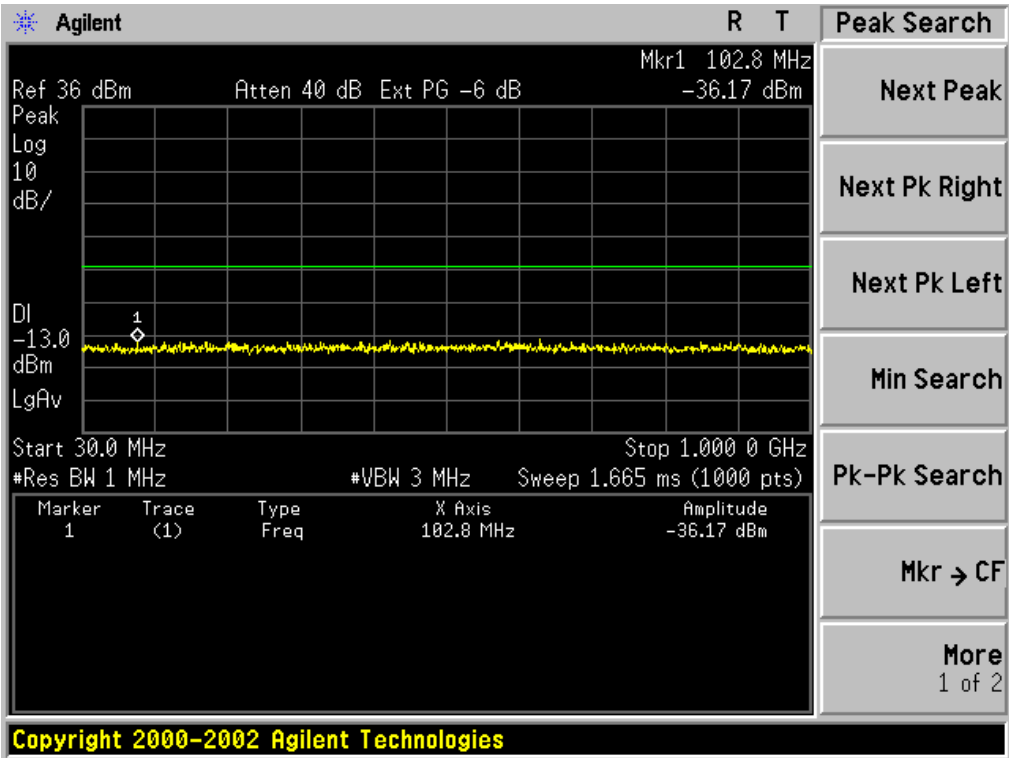 Agilent
R T
Peak Search
Mkr1 102.8 MHz
Ref 36 dBm
Atten 40 dB Ext PG -6 dB
-36.17 dBm
Peak
Log
10
dB/
1
DI
-13.0
dBm
LgAv
Start 30.0 MHz
Stop 1.000 0 GHz
#Res BW 1 MHz
#VBW 3 MHz
Sweep 1.665 ms (1000 pts)
Marker Trace Type X Axis Amplitude
1 (1) Freq 102.8 MHz -36.17 dBm
Next Peak
Next Pk Right
Next Pk Left
Min Search
Pk-Pk Search
Mkr → CF
More
1 of 2
Copyright 2000-2002 Agilent Technologies